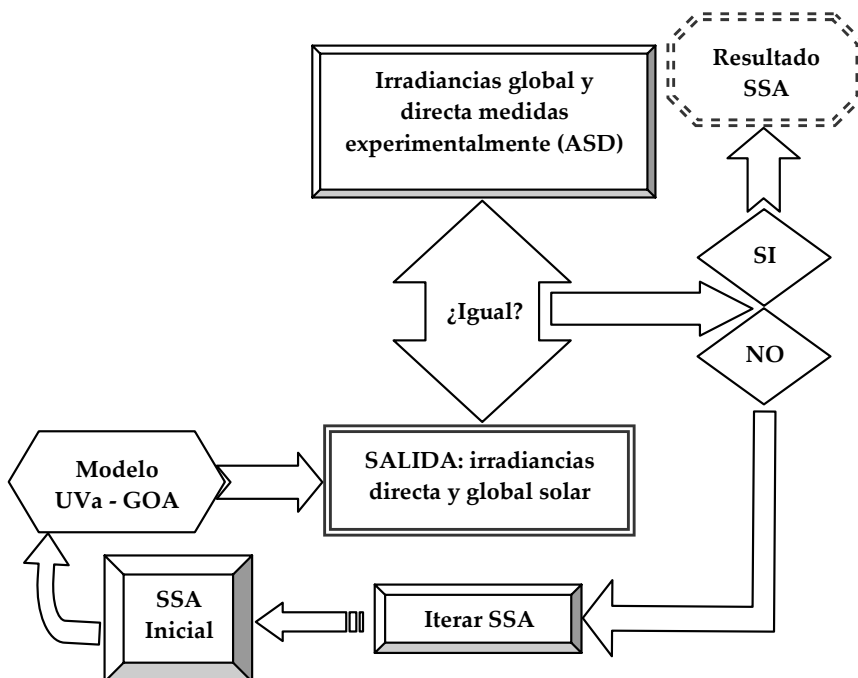 Irradiancias global y
directa medidas
experimentalmente (ASD)
Resultado
SSA
SI
¿Igual?
NO
Modelo
UVa - GOA
SALIDA: irradiancias
directa y global solar
SSA
Inicial
Iterar SSA